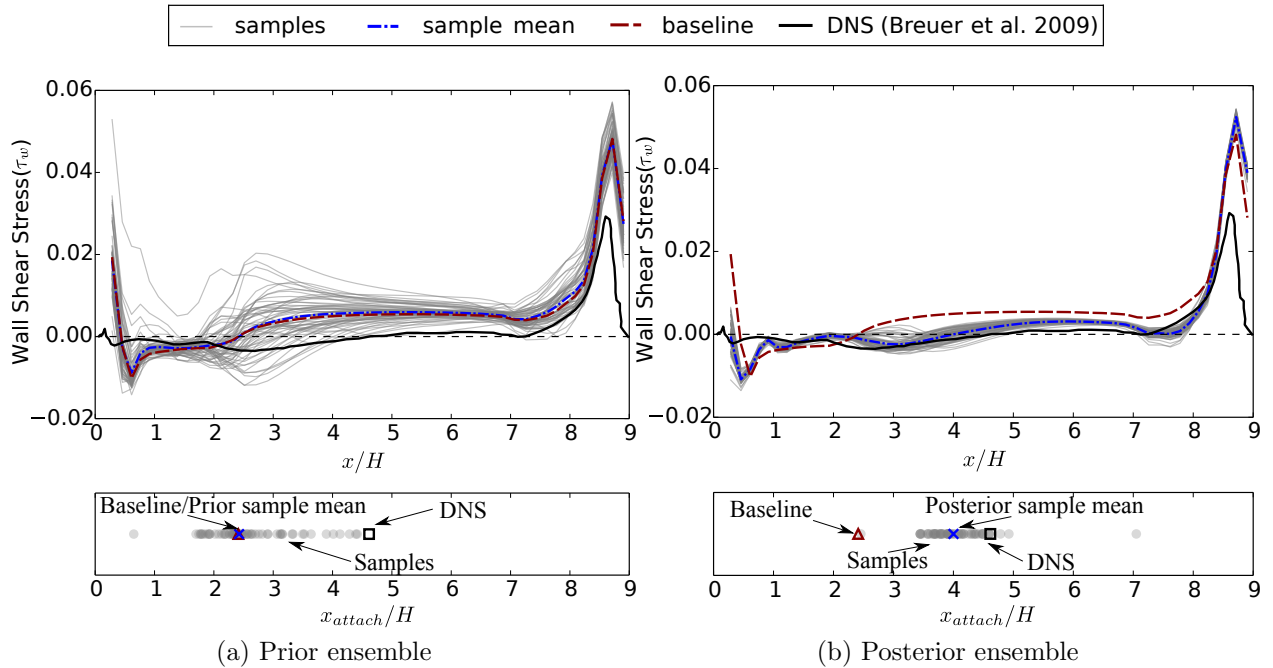 samples sample mean baseline DNS (Breuer et al. 2009)
Wall Shear Stress(τw)
0.06
0.04
0.02
0.00
−0.02
0 1 2 3 4 5 6 7 8 9
x/H
Wall Shear Stress(τw)
0.06
0.04
0.02
0.00
−0.02
0 1 2 3 4 5 6 7 8 9
x/H
Baseline/Prior sample mean
DNS
Samples
0 1 2 3 4 5 6 7 8 9
xattach/H
(a) Prior ensemble
Baseline
Posterior sample mean
Samples
DNS
0 1 2 3 4 5 6 7 8 9
xattach/H
(b) Posterior ensemble